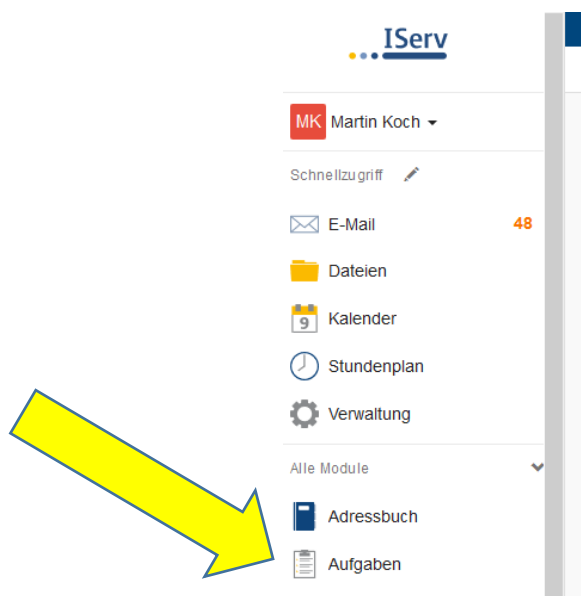 IServ
MK Martin Koch
Schnellzugriff
E-Mail 48
Dateien
9 Kalender
Stundenplan
Verwaltung
Alle Module
Adressbuch
Aufgaben